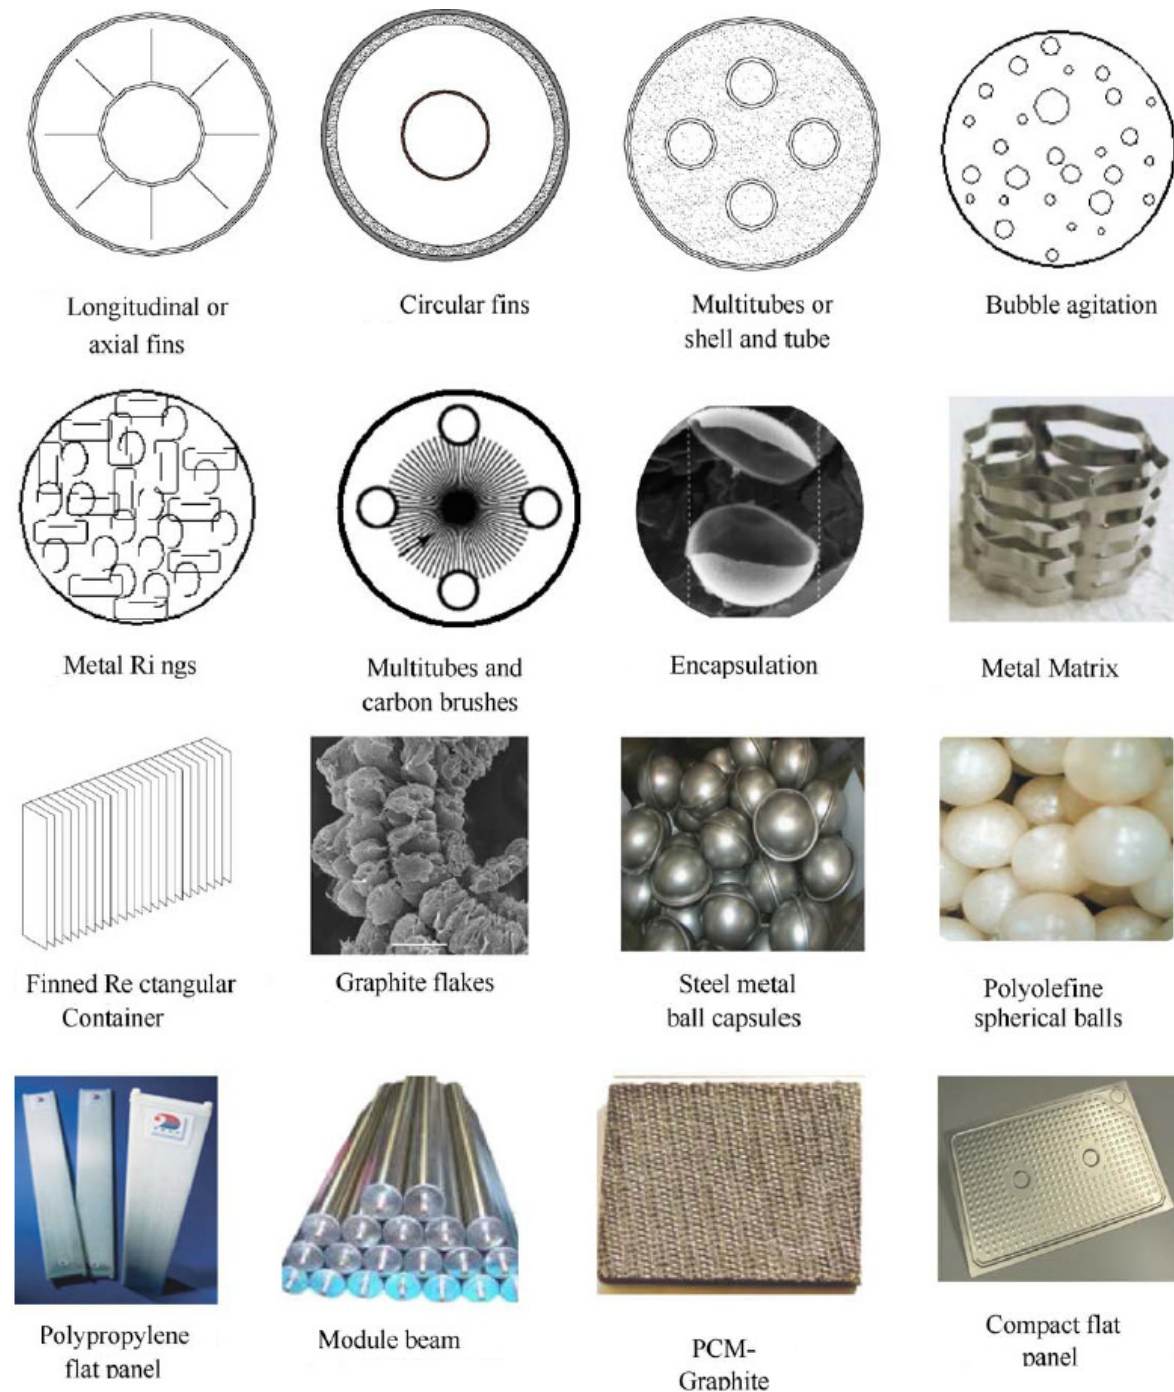 Longitudinal or
axial fins
Circular fins
Multitubes or
shell and tube
Bubble agitation
Metal Ri ngs
Multitubes and
carbon brushes
Encapsulation
Metal Matrix
Finned Re ctangular
Container
Graphite flakes
Steel metal
ball capsules
Polyolefine
spherical balls
Polypropylene
flat panel
Module beam
PCM-
Graphite
Compact flat
panel